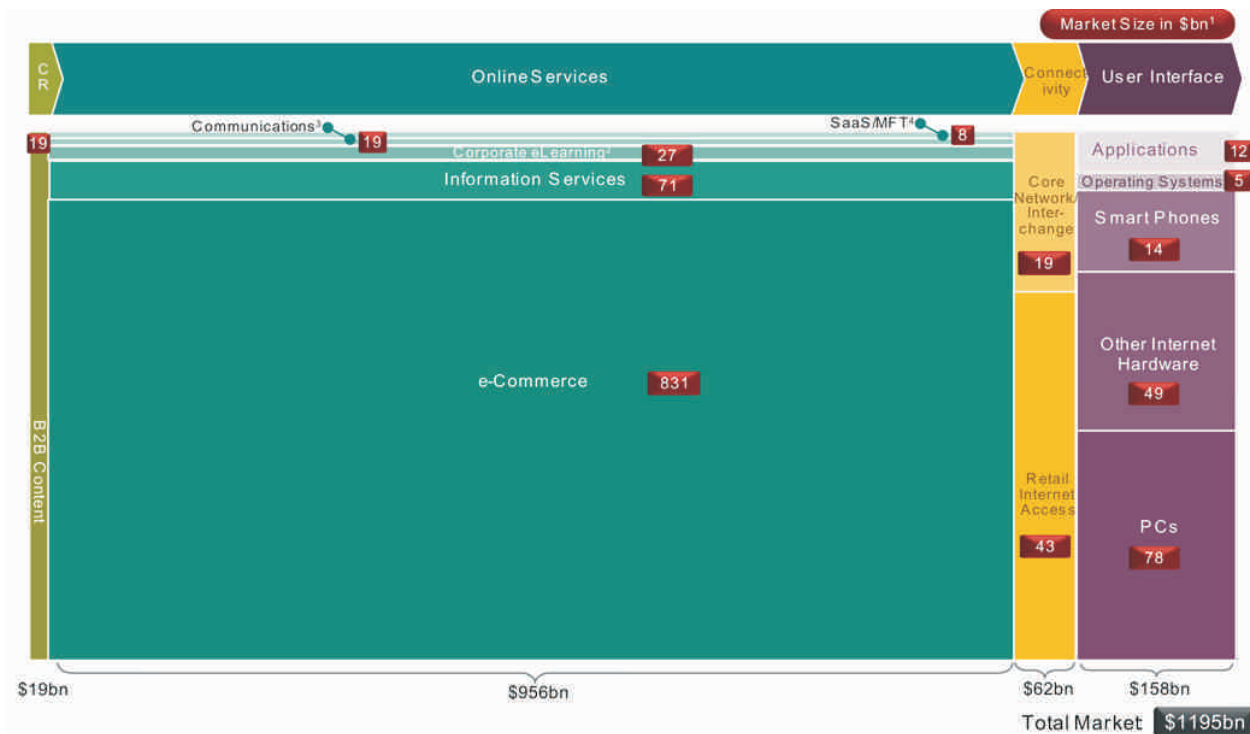 Market Size in $bn¹
C
R
Online Services
Connect
ivity
User Interface
Communications³
19
SaaS/MFT⁴
8
19
Corporate eLearning²
27
Information Services
71
e-Commerce
831
B2B Content
Core
Network/
Inter-
change
19
Retail
Internet
Access
43
Applications
12
Operating Systems
5
Smart Phones
14
Other Internet
Hardware
49
PCs
78
$19bn
$956bn
$62bn
$158bn
Total Market $1195bn